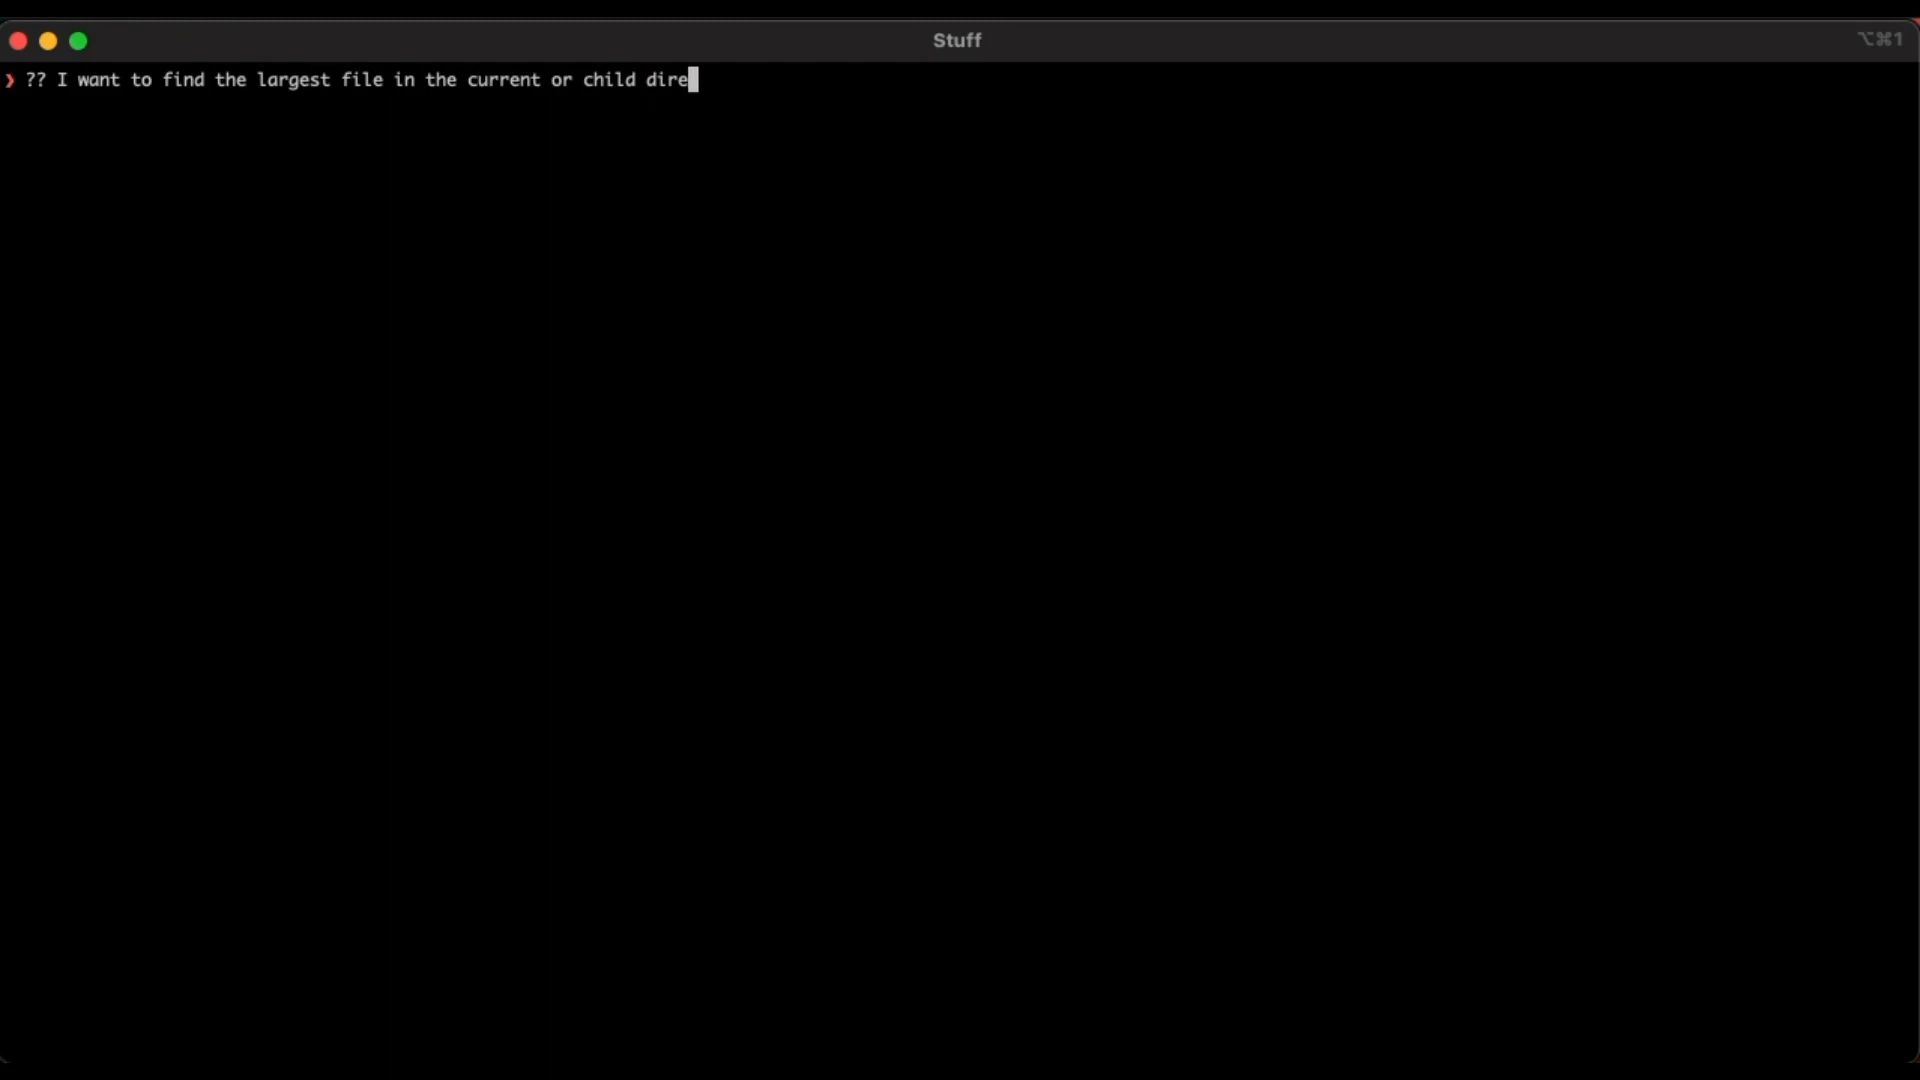 Stuff
⌥⌘1
❯ ?? I want to find the largest file in the current or child dire